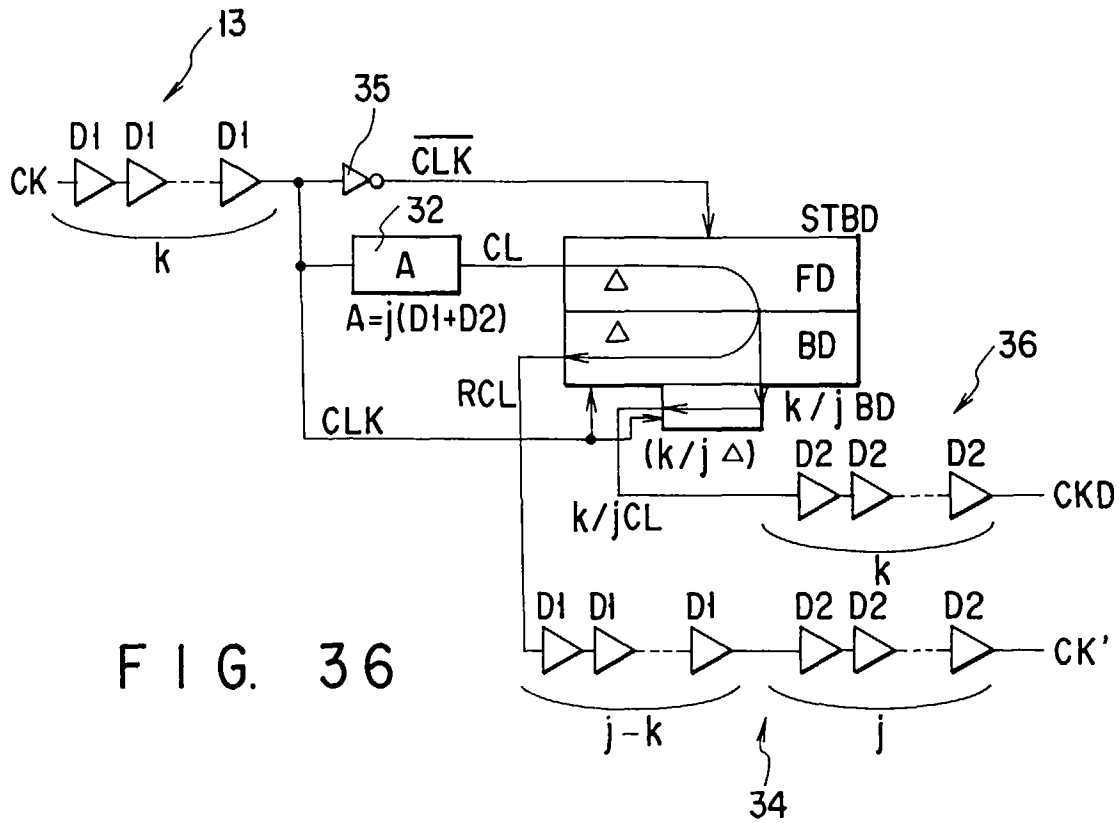 13
35
D1 D1 D1
CK
CLK
k
32
STBD
A
CL
Δ
FD
A=j(D1+D2)
Δ
BD
36
RCL
CLK
k/j BD
(k/j Δ)
D2 D2 D2
k/jCL
CKD
k
D1 D1 D1
D2 D2 D2
CK'
FIG. 36
j-k
j
34